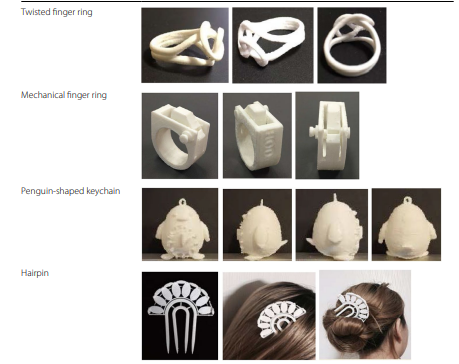 Twisted finger ring
Mechanical finger ring
Penguin-shaped keychain
Hairpin